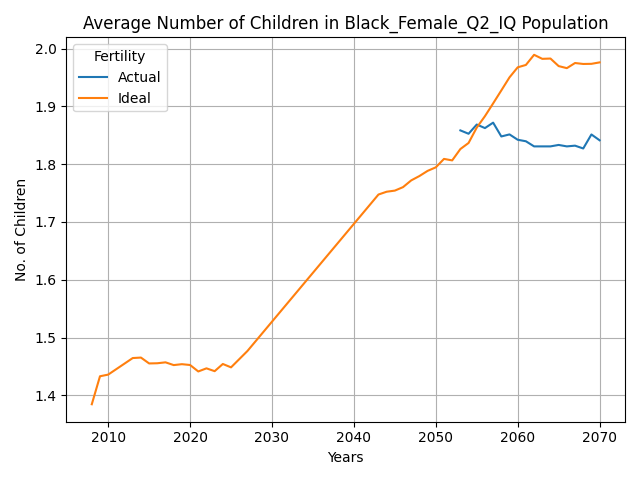 Average Number of Children in Black_Female_Q2_IQ Population
Fertility
Actual
Ideal
No. of Children
2.0
1.9
1.8
1.7
1.6
1.5
1.4
2010 2020 2030 2040 2050 2060 2070
Years